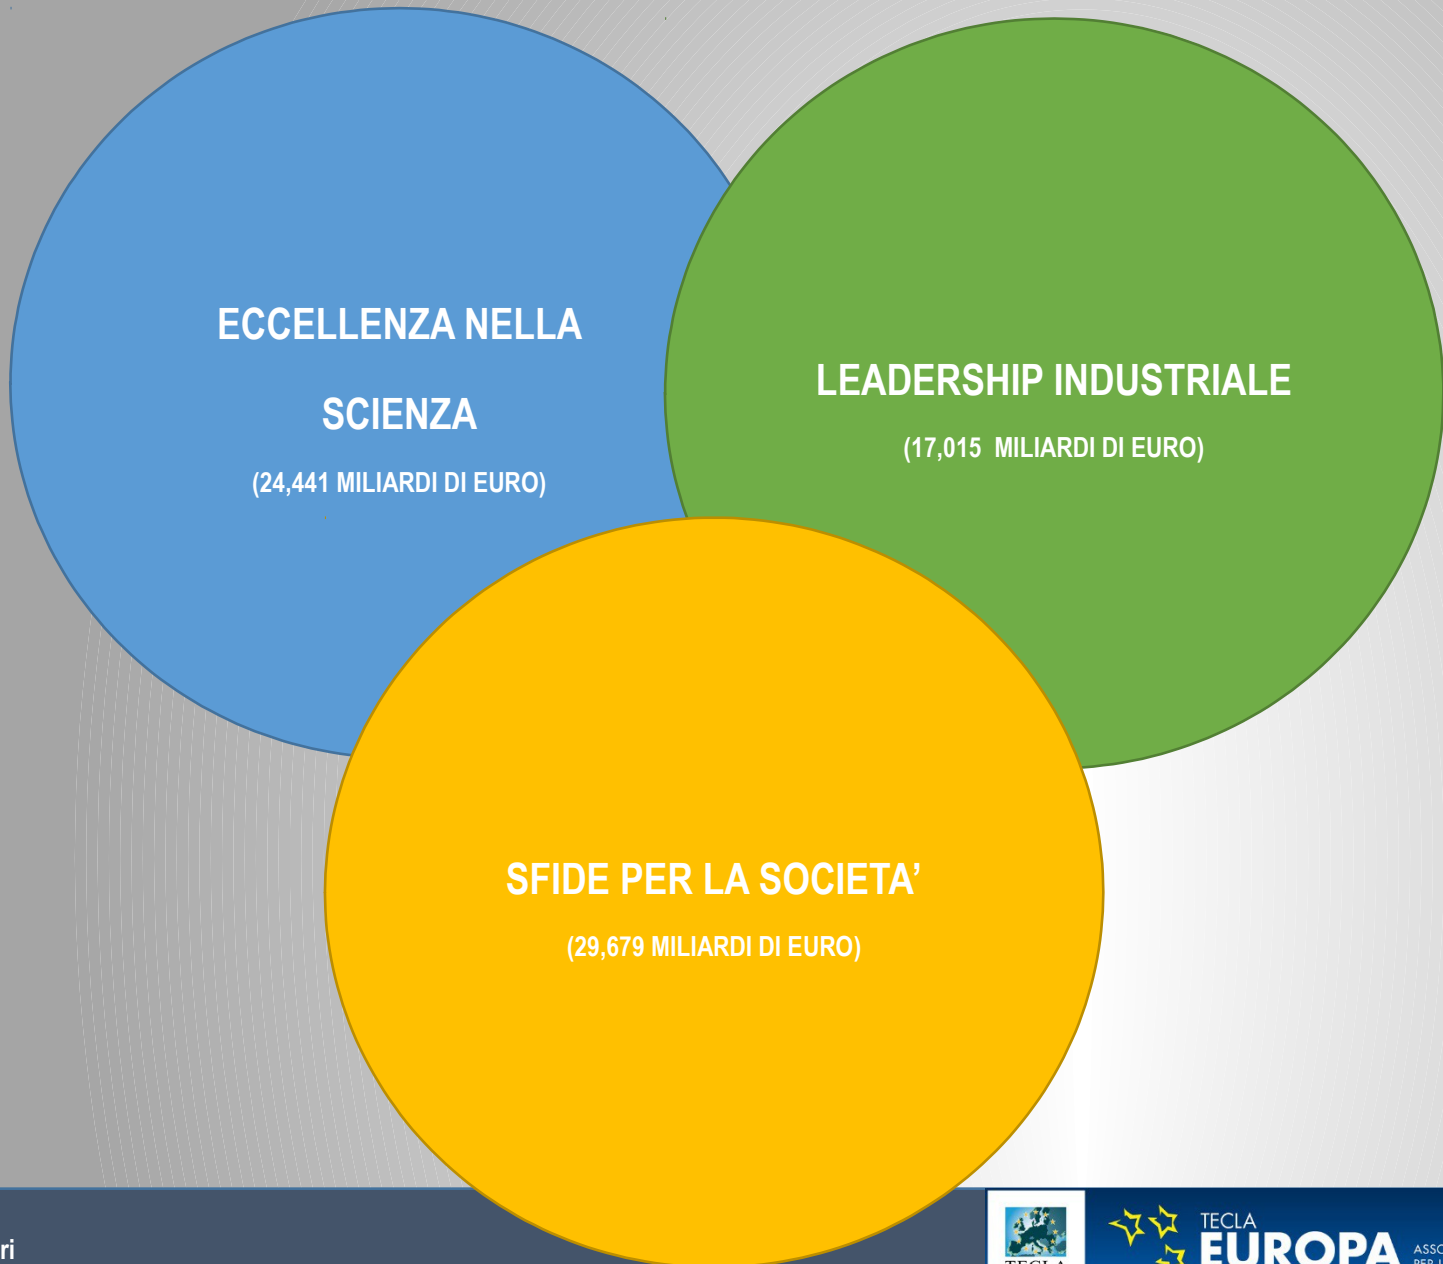 ECCELLENZA NELLA
SCIENZA
(24,441 MILIARDI DI EURO)
LEADERSHIP INDUSTRIALE
(17,015  MILIARDI DI EURO)
SFIDE PER LA SOCIETA’
(29,679 MILIARDI DI EURO)
ri
TECLA
TECLA
EUROPA